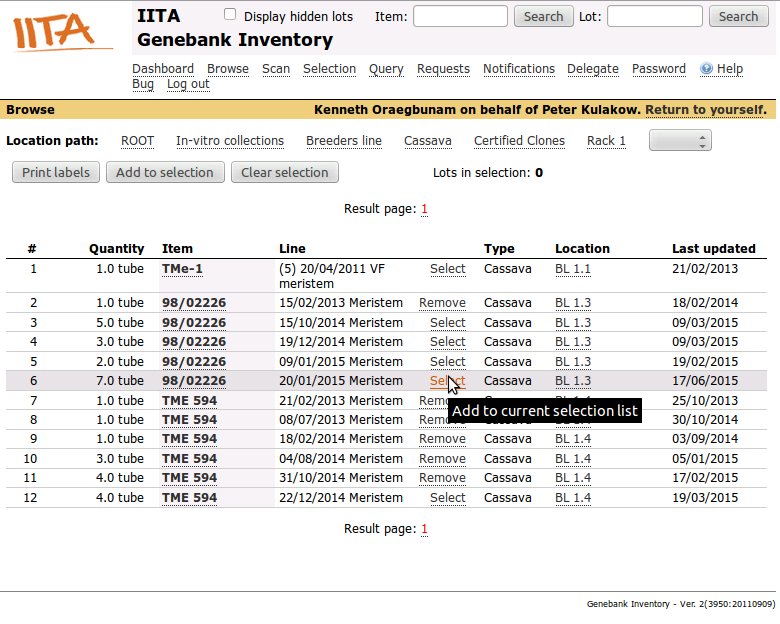 IITA
IITA Display hidden lots Item: Search Lot: Search
Genebank Inventory
Dashboard Browse Scan Selection Query Requests Notifications Delegate Password Help
Bug Log out
Browse Kenneth Oraegbunam on behalf of Peter Kulakow. Return to yourself.
Location path: ROOT In-vitro collections Breeders line Cassava Certified Clones Rack 1
Print labels Add to selection Clear selection Lots in selection: 0
Result page: 1
# Quantity Item Line Type Location Last updated
1 1.0 tube TMe-1 (5) 20/04/2011 VF Select Cassava BL 1.1 21/02/2013
meristem
2 1.0 tube 98/02226 15/02/2013 Meristem Remove Cassava BL 1.3 18/02/2014
3 5.0 tube 98/02226 15/10/2014 Meristem Select Cassava BL 1.3 09/03/2015
4 3.0 tube 98/02226 19/12/2014 Meristem Select Cassava BL 1.3 09/03/2015
5 2.0 tube 98/02226 09/01/2015 Meristem Select Cassava BL 1.3 19/02/2015
6 7.0 tube 98/02226 20/01/2015 Meristem Select Cassava BL 1.3 17/06/2015
7 1.0 tube TME 594 21/02/2013 Meristem Remove Cassava BL 1.4 25/10/2013
Add to current selection list
8 1.0 tube TME 594 08/07/2013 Meristem 30/10/2014
9 1.0 tube TME 594 18/02/2014 Meristem Remove Cassava BL 1.4 03/09/2014
10 3.0 tube TME 594 04/08/2014 Meristem Remove Cassava BL 1.4 05/01/2015
11 4.0 tube TME 594 31/10/2014 Meristem Remove Cassava BL 1.4 17/02/2015
12 4.0 tube TME 594 22/12/2014 Meristem Select Cassava BL 1.4 19/03/2015
Result page: 1
Genebank Inventory - Ver. 2(3950:20110909)